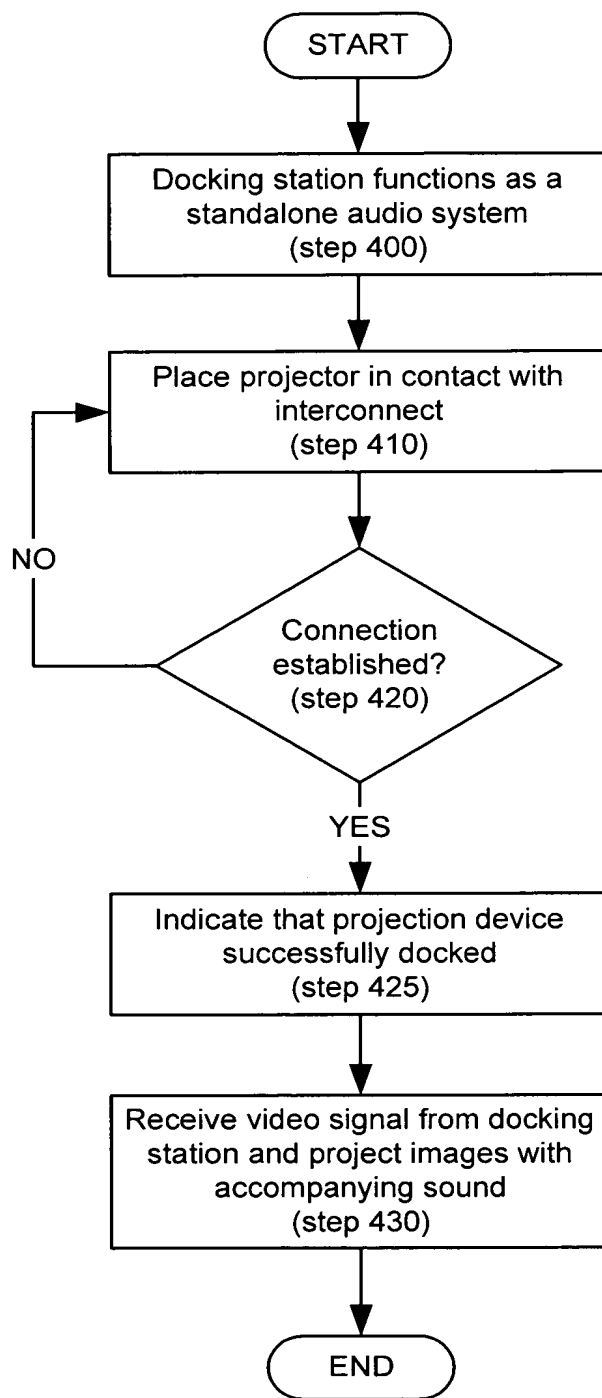 START
Docking station functions as a
standalone audio system
(step 400)
Place projector in contact with
interconnect
(step 410)
NO
Connection
established?
(step 420)
YES
Indicate that projection device
successfully docked
(step 425)
Receive video signal from docking
station and project images with
accompanying sound
(step 430)
END